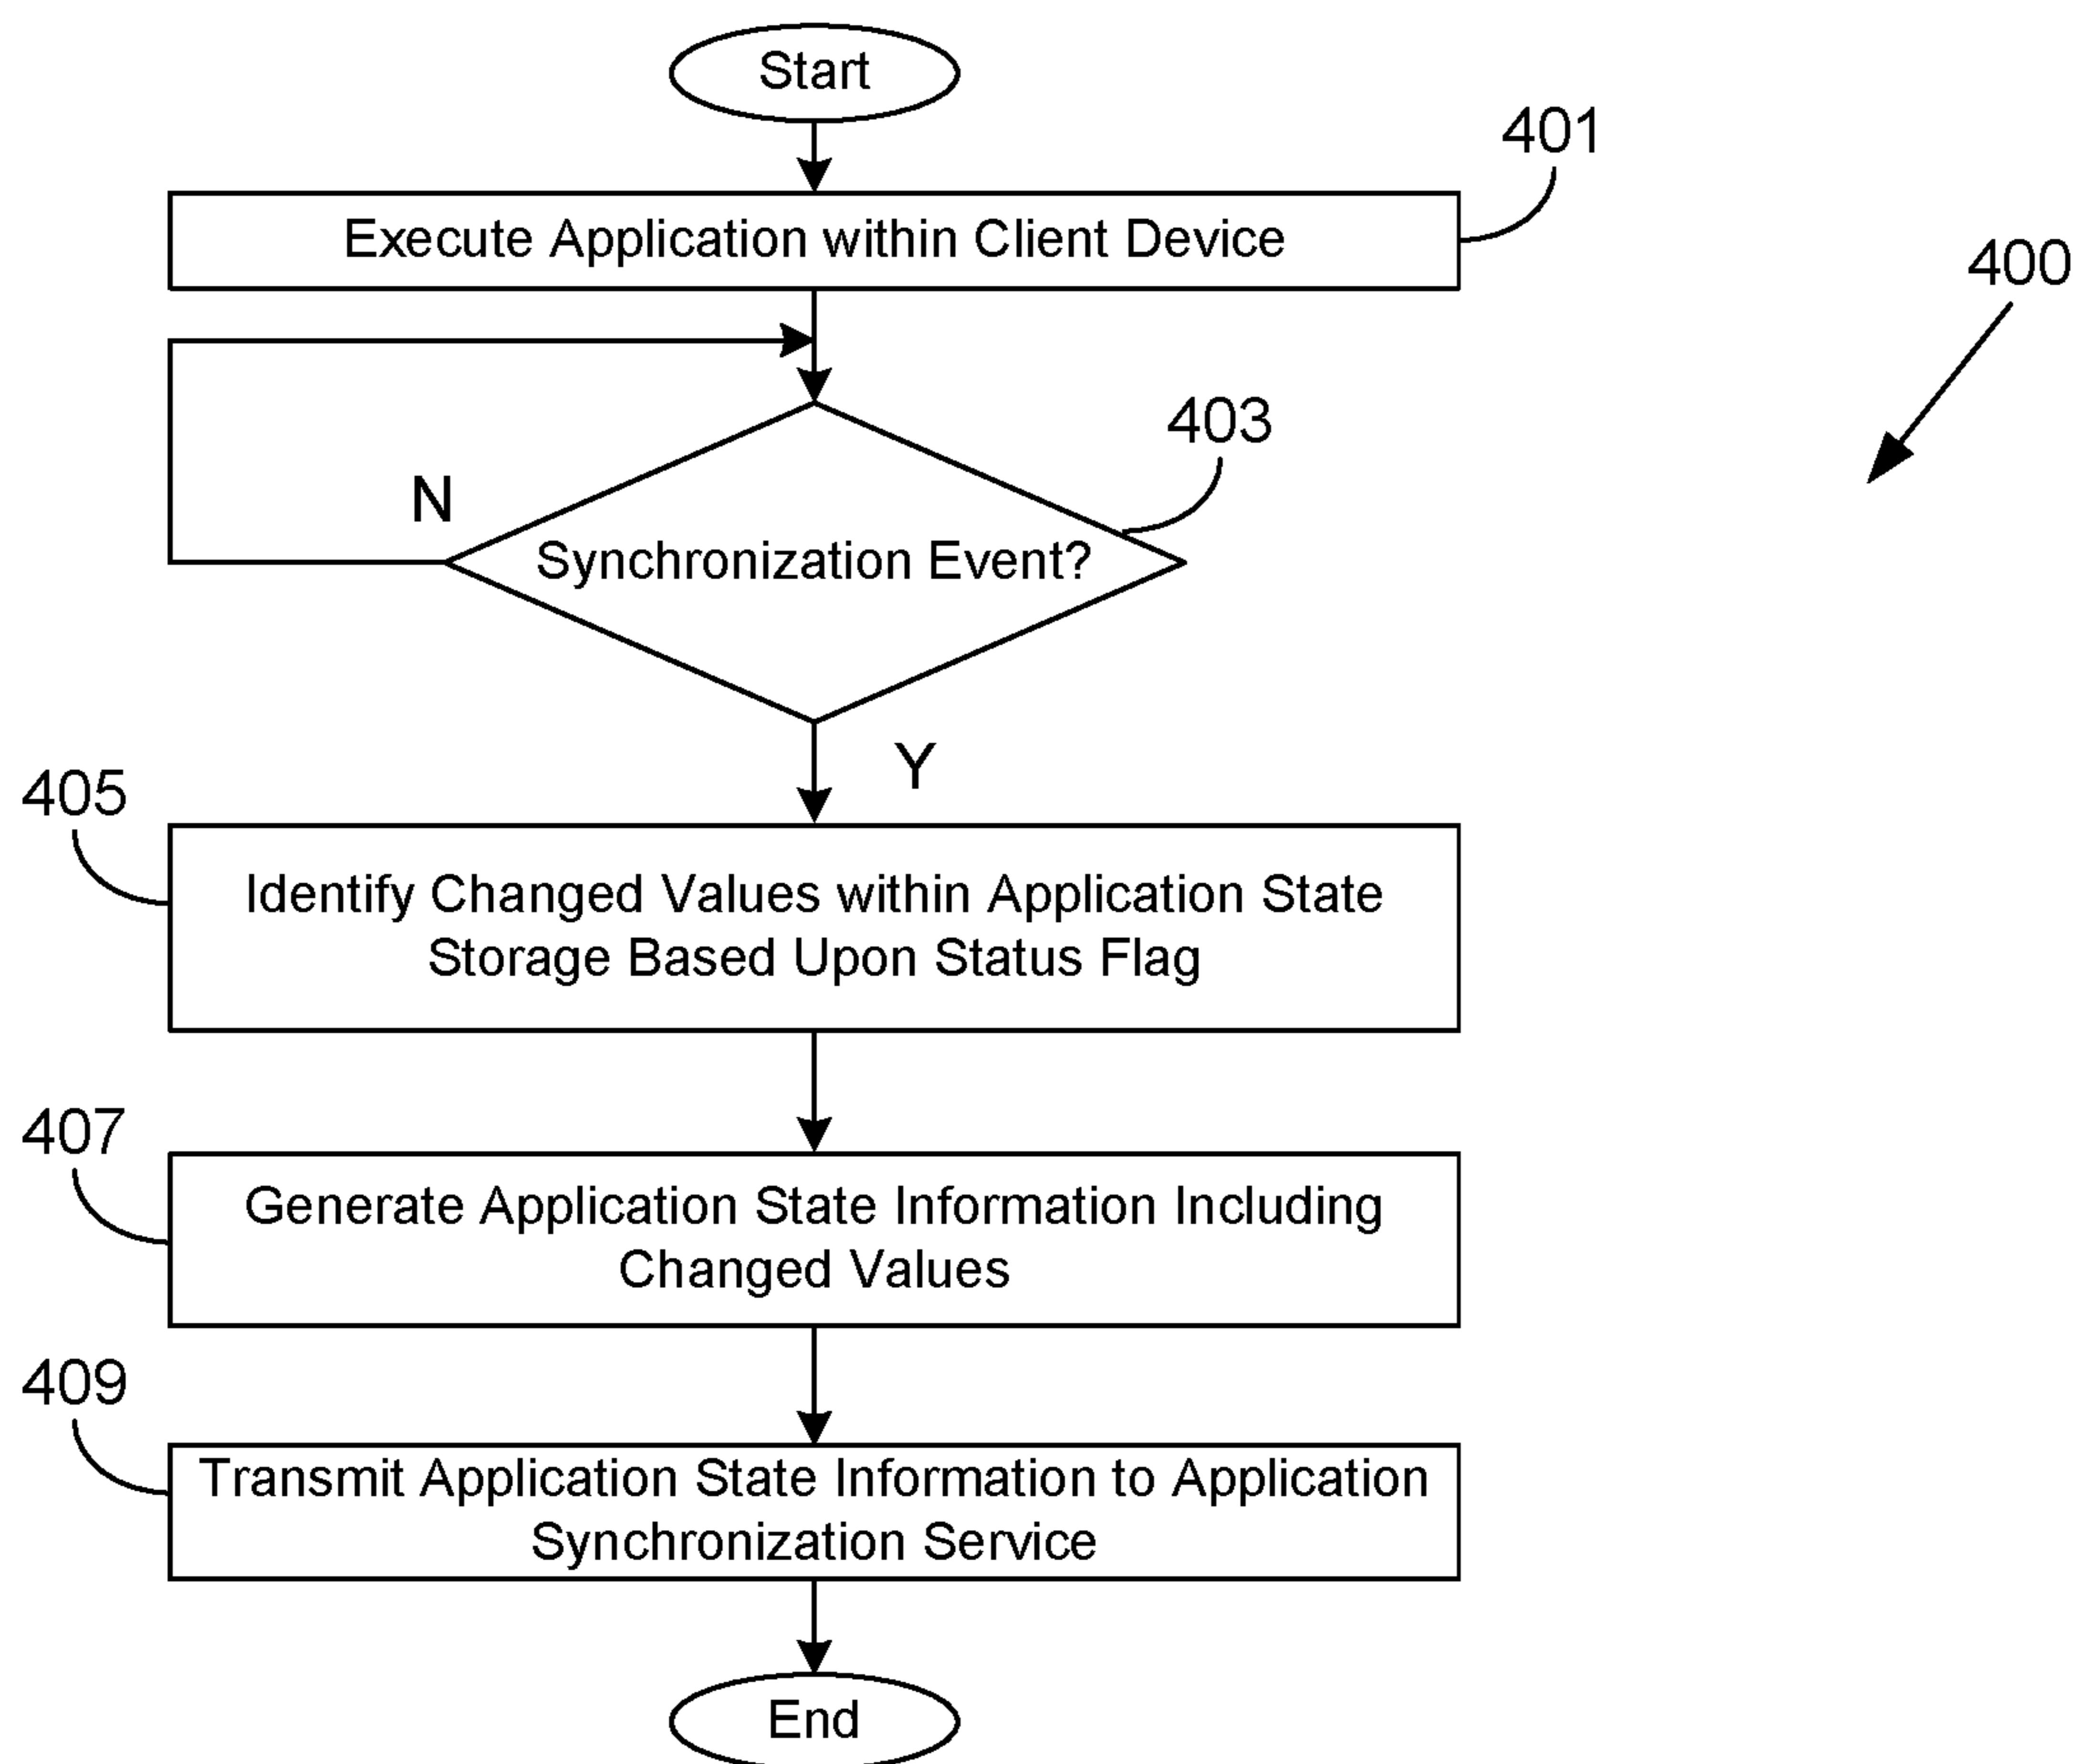 Start
401
Execute Application within Client Device
400
403
N
Synchronization Event?
Y
405
Identify Changed Values within Application State
Storage Based Upon Status Flag
407
Generate Application State Information Including
Changed Values
409
Transmit Application State Information to Application
Synchronization Service
End